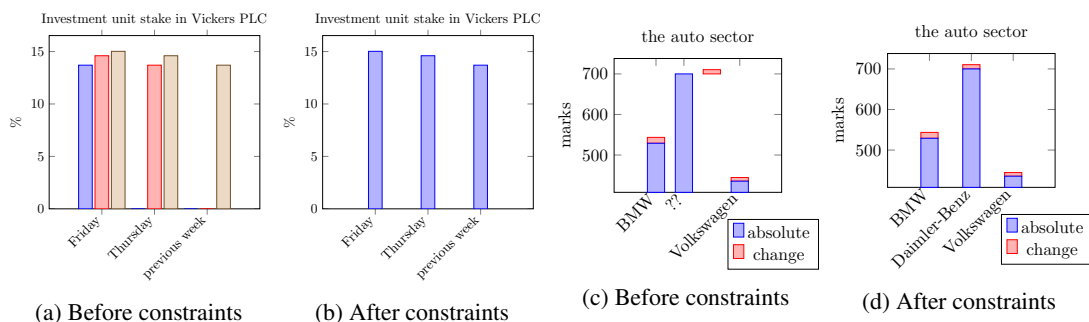 Investment unit stake in Vickers PLC
15
10
5
0
%
Friday
Thursday
previous week
(a) Before constraints
Investment unit stake in Vickers PLC
15
10
5
0
%
Friday
Thursday
previous week
(b) After constraints
the auto sector
700
600
500
marks
BMW
??
Volkswagen
absolute
change
(c) Before constraints
the auto sector
700
600
500
marks
BMW
Daimler-Benz
Volkswagen
absolute
change
(d) After constraints